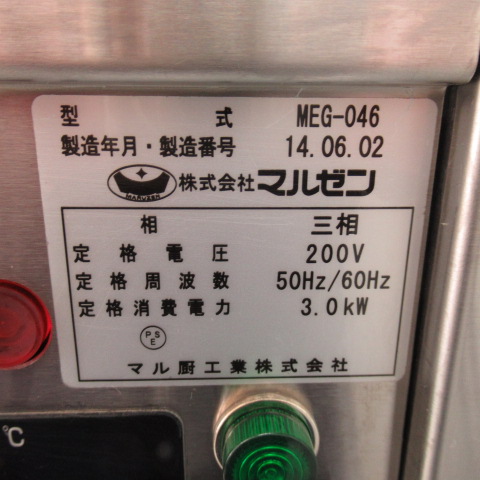 型式 MEG-046
製造年月・製造番号 14.06.02
MARUZEN 株式会社マルゼン
相 三相
定格電圧 200V
定格周波数 50Hz/60Hz
定格消費電力 3.0kW
PSE
マル厨工業株式会社
℃